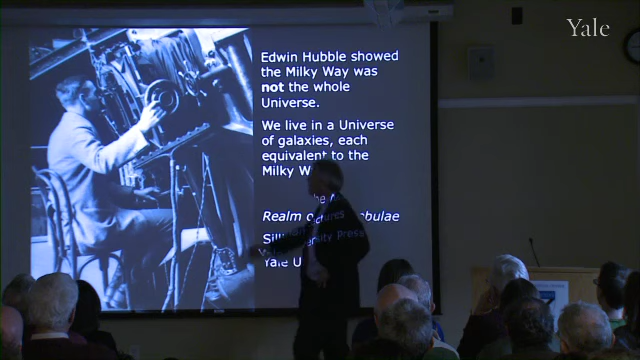 Yale
Edwin Hubble showed
the Milky Way was
not the whole
Universe.
We live in a Universe
of galaxies, each
equivalent to the
Milky
Realm
Yale